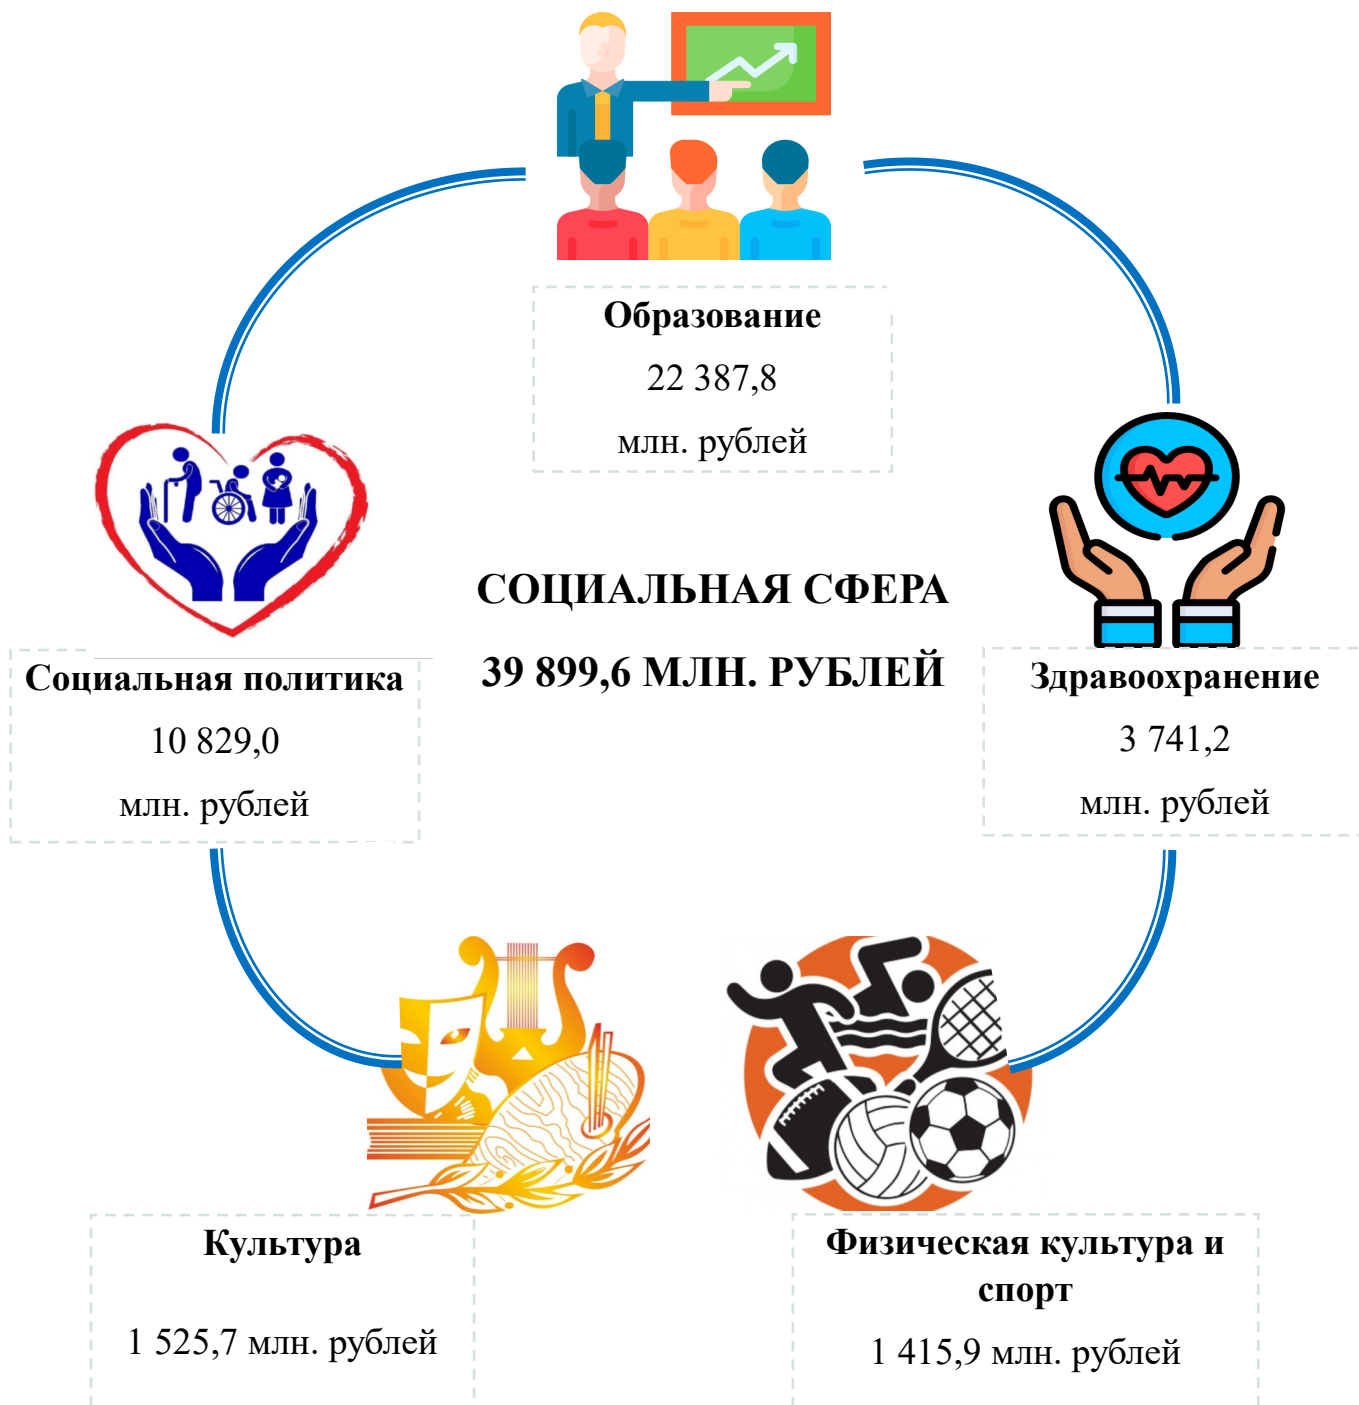 Образование
22 387,8
млн. рублей
СОЦИАЛЬНАЯ СФЕРА
39 899,6 МЛН. РУБЛЕЙ
Социальная политика
10 829,0
млн. рублей
Здравоохранение
3 741,2
млн. рублей
Культура
1 525,7 млн. рублей
Физическая культура и
спорт
1 415,9 млн. рублей